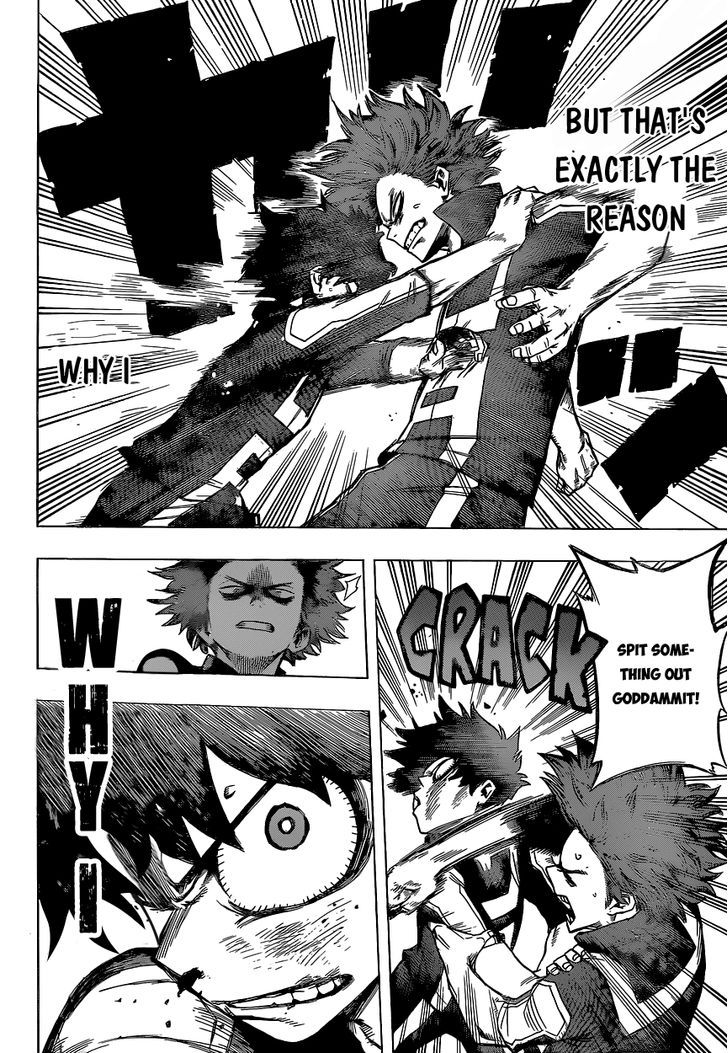 BUT THAT'S
EXACTLY THE
REASON
WHY I
SPIT SOME-
THING OUT
GODDAMMIT!
CRACK
WHY I